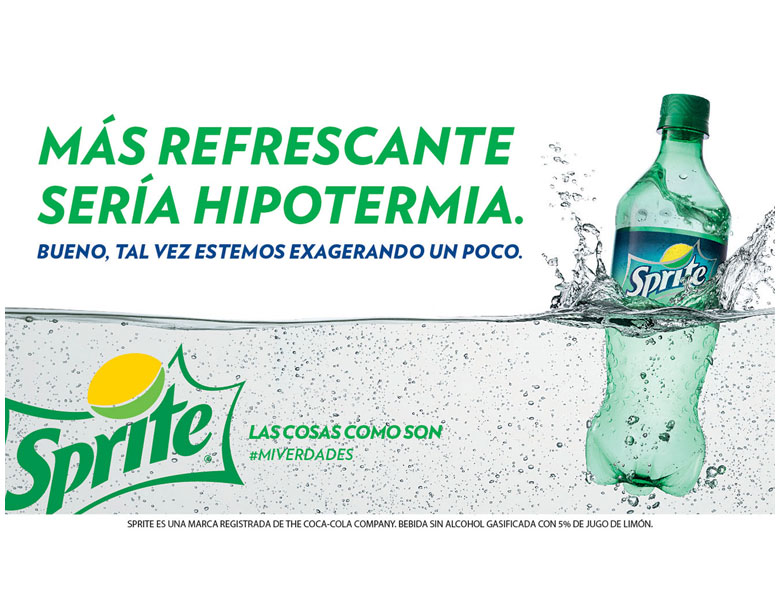 MÁS REFRESCANTE
SERÍA HIPOTERMIA.
BUENO, TAL VEZ ESTEMOS EXAGERANDO UN POCO.
Sprite
Sprite
LAS COSAS COMO SON
#MIVERDADES
SPRITE ES UNA MARCA REGISTRADA DE THE COCA-COLA COMPANY. BEBIDA SIN ALCOHOL GASIFICADA CON 5% DE JUGO DE LIMÓN.